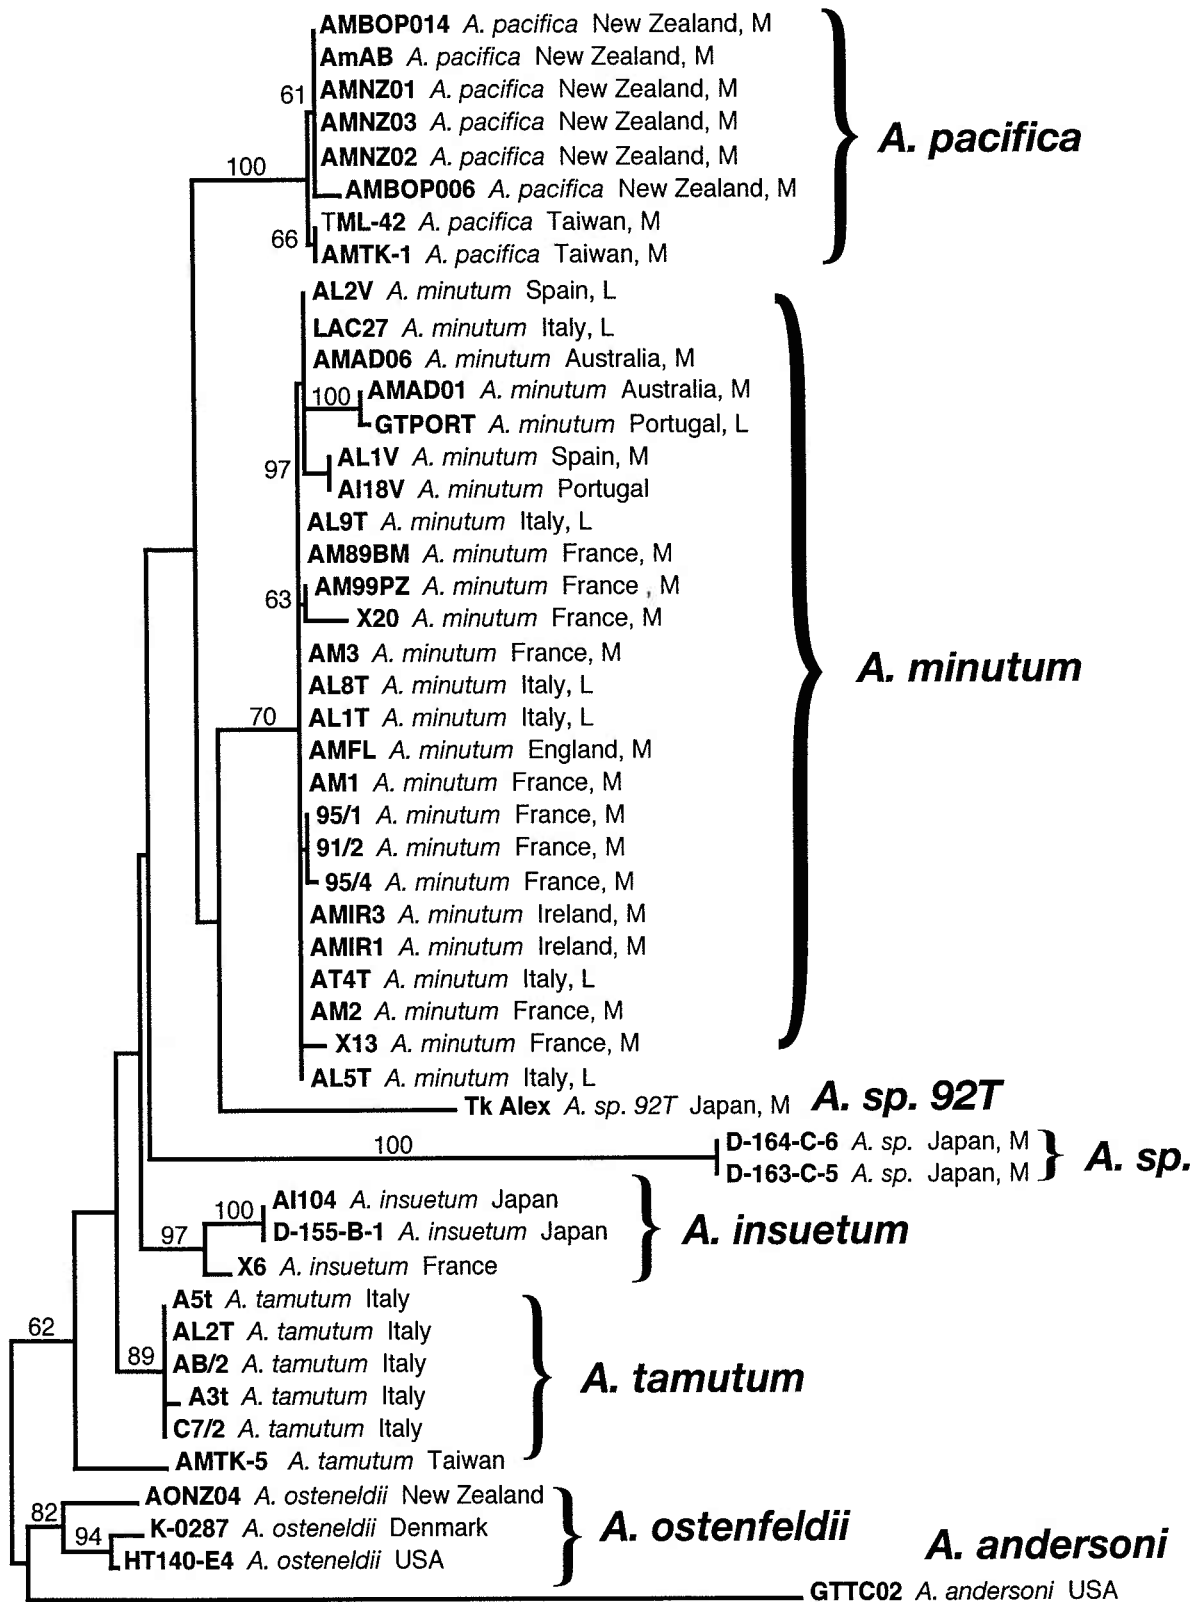 AMBOP014 A. pacifica New Zealand, M
AmAB A. pacifica New Zealand, M
61
AMNZ01 A. pacifica New Zealand, M
AMNZ03 A. pacifica New Zealand, M
A. pacifica
AMNZ02 A. pacifica New Zealand, M
100
AMBOP006 A. pacifica New Zealand, M
TML-42 A. pacifica Taiwan, M
66
AMTK-1 A. pacifica Taiwan, M
AL2V A. minutum Spain, L
LAC27 A. minutum Italy, L
AMAD06 A. minutum Australia, M
100
AMAD01 A. minutum Australia, M
GTPORT A. minutum Portugal, L
AL1V A. minutum Spain, M
97
AI18V A. minutum Portugal
AL9T A. minutum Italy, L
AM89BM A. minutum France, M
AM99PZ A. minutum France , M
63
X20 A. minutum France, M
AM3 A. minutum France, M
A. minutum
AL8T A. minutum Italy, L
70
AL1T A. minutum Italy, L
AMFL A. minutum England, M
AM1 A. minutum France, M
95/1 A. minutum France, M
91/2 A. minutum France, M
95/4 A. minutum France, M
AMIR3 A. minutum Ireland, M
AMIR1 A. minutum Ireland, M
AT4T A. minutum Italy, L
AM2 A. minutum France, M
X13 A. minutum France, M
AL5T A. minutum Italy, L
Tk Alex A. sp. 92T Japan, M
A. sp. 92T
100
D-164-C-6 A. sp. Japan, M
D-163-C-5 A. sp. Japan, M
A. sp.
AI104 A. insuetum Japan
100
D-155-B-1 A. insuetum Japan
A. insuetum
97
X6 A. insuetum France
A5t A. tamutum Italy
62
AL2T A. tamutum Italy
89
AB/2 A. tamutum Italy
A. tamutum
A3t A. tamutum Italy
C7/2 A. tamutum Italy
AMTK-5 A. tamutum Taiwan
AONZ04 A. osteneldii New Zealand
82
K-0287 A. osteneldii Denmark
A. ostenfeldii
94
HT140-E4 A. osteneldii USA
A. andersoni
GTTC02 A. andersoni USA